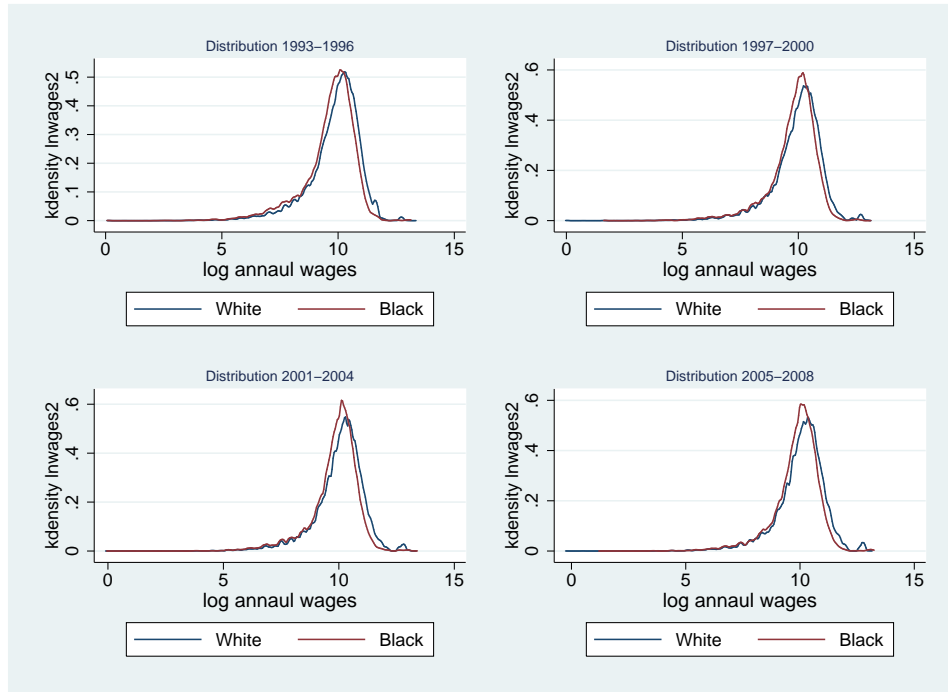 Distribution 1993–1996
kdensity lnwages2
0 .1 .2 .3 .4 .5
0 5 10 15
log annaul wages
White Black
Distribution 1997–2000
kdensity lnwages2
0 .2 .4 .6
0 5 10 15
log annaul wages
White Black
Distribution 2001–2004
kdensity lnwages2
0 .2 .4 .6
0 5 10 15
log annaul wages
White Black
Distribution 2005–2008
kdensity lnwages2
0 .2 .4 .6
0 5 10 15
log annaul wages
White Black